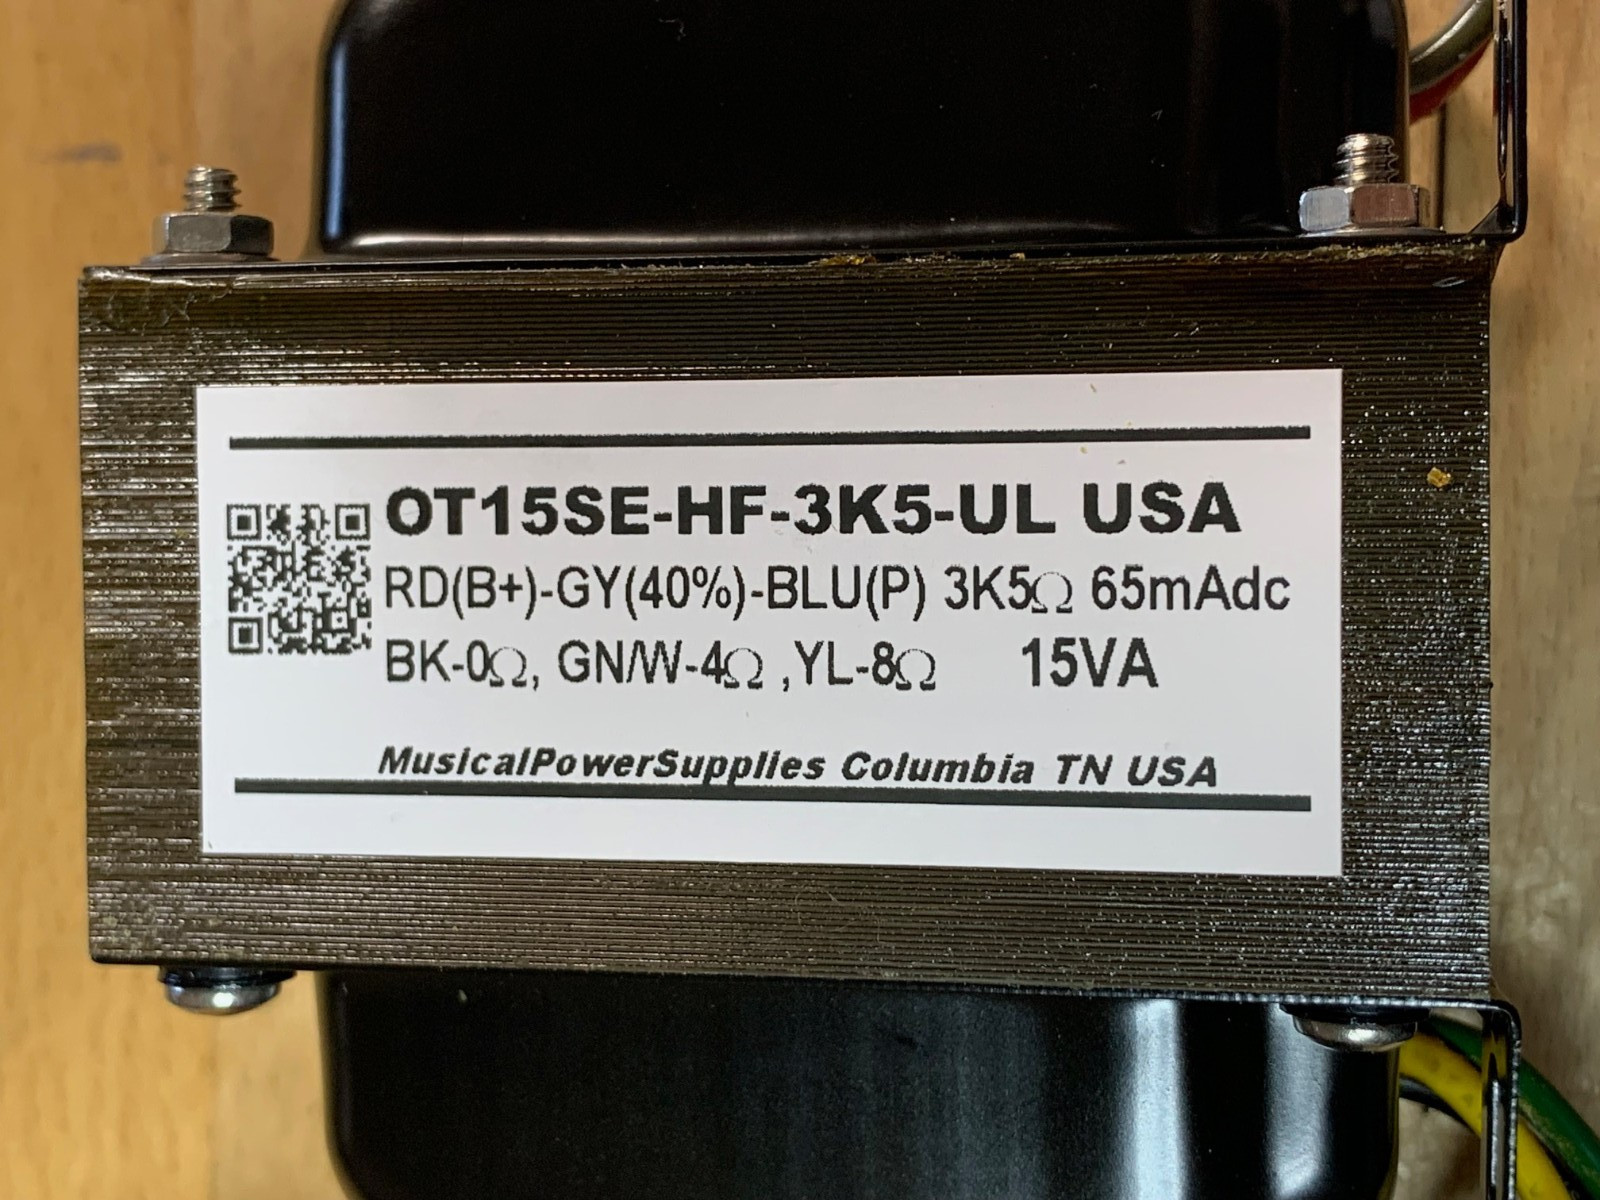 OT15SE-HF-3K5-UL USA
RD(B+)-GY(40%)-BLU(P) 3K5Ω 65mAdc
BK-0Ω, GN/W-4Ω ,YL-8Ω 15VA
MusicalPowerSupplies Columbia TN USA